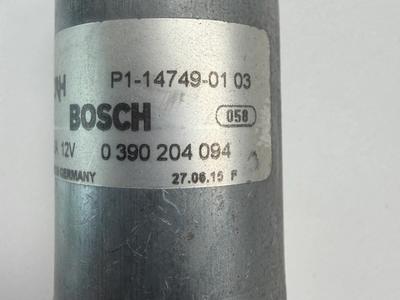 P1-14749-01 03
BOSCH
058
12V 0 390 204 094
GERMANY 27.06.15 F